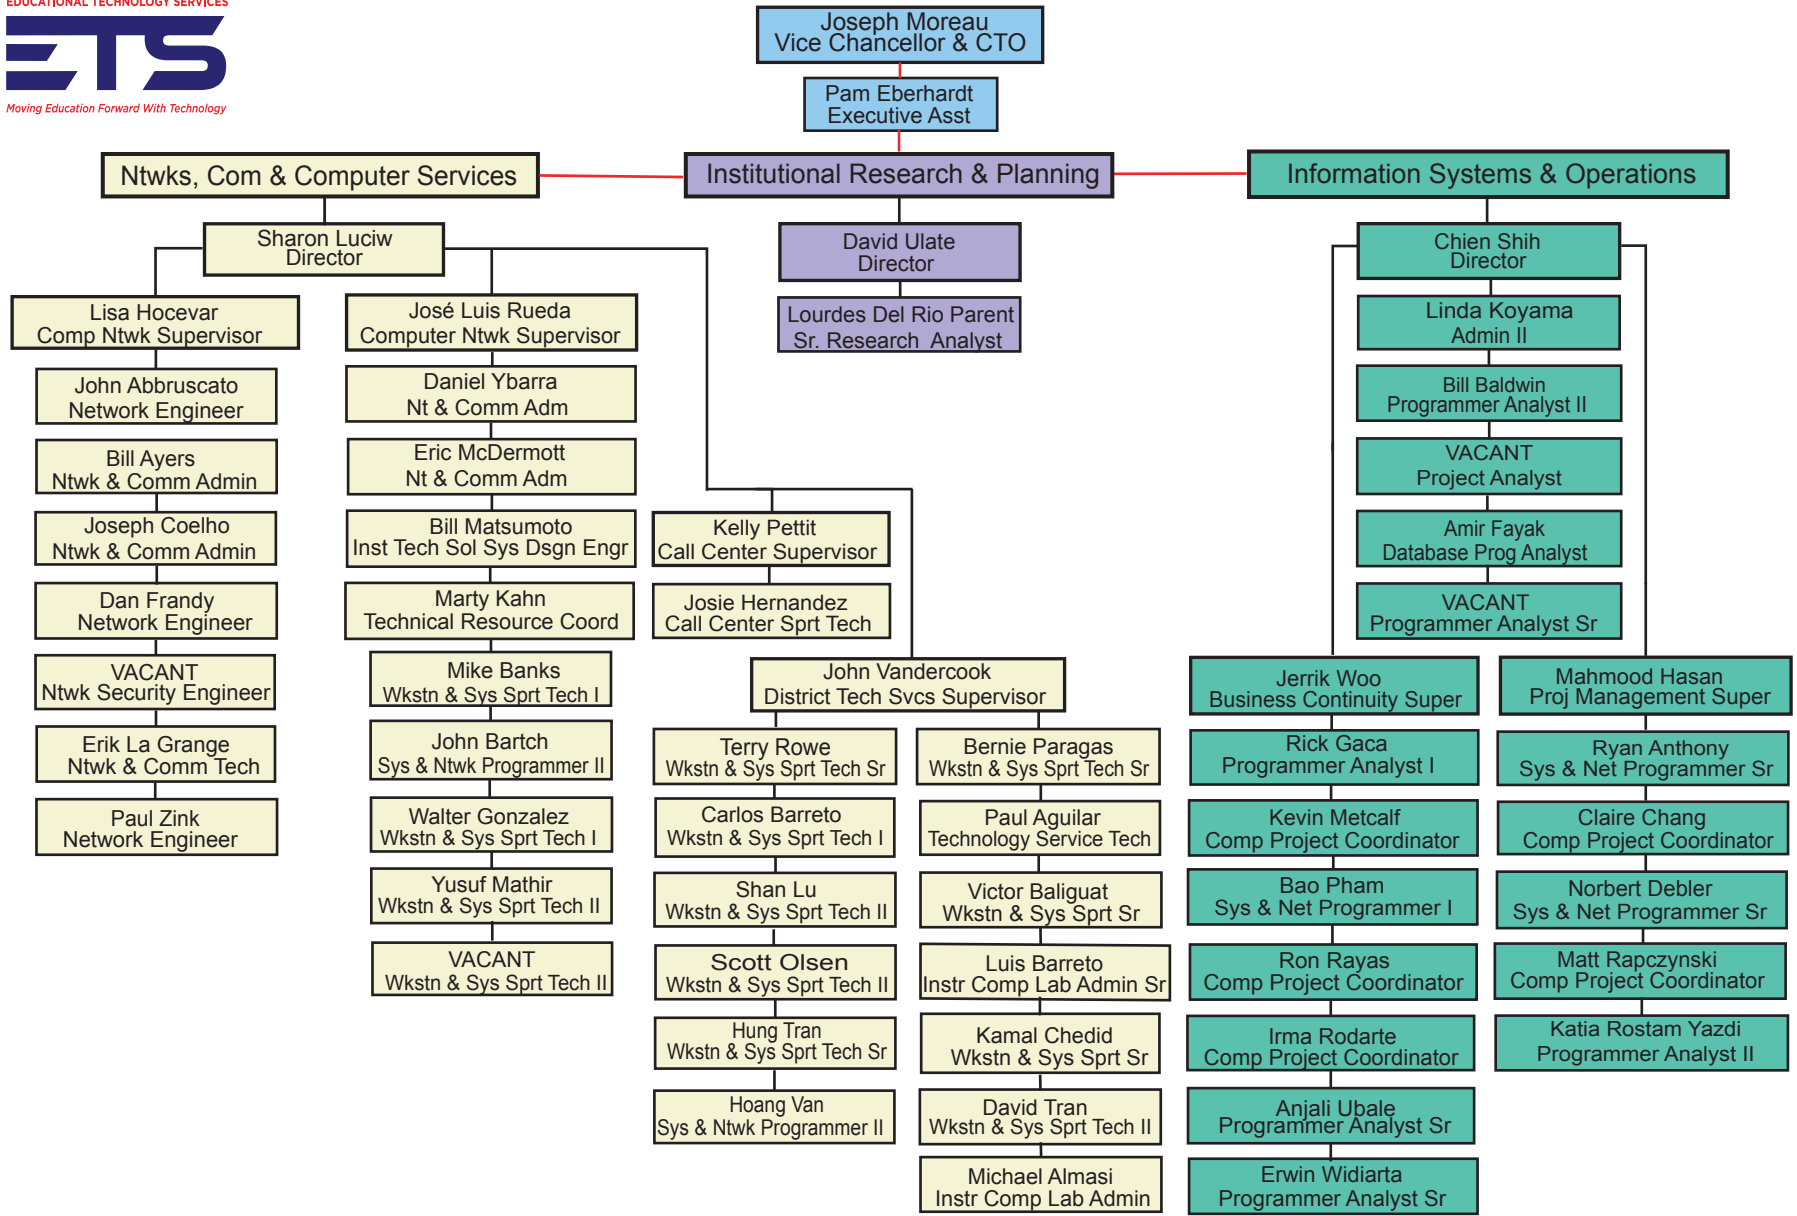 EDUCATIONAL TECHNOLOGY SERVICES
ETS
Moving Education Forward With Technology
Joseph Moreau
Vice Chancellor & CTO
Pam Eberhardt
Executive Asst
Ntwks, Com & Computer Services
Institutional Research & Planning
Information Systems & Operations
Sharon Luciw
Director
Lisa Hocevar
Comp Ntwk Supervisor
John Abbruscato
Network Engineer
Bill Ayers
Ntwk & Comm Admin
Joseph Coelho
Ntwk & Comm Admin
Dan Frandy
Network Engineer
VACANT
Ntwk Security Engineer
Erik La Grange
Ntwk & Comm Tech
Paul Zink
Network Engineer
José Luis Rueda
Computer Ntwk Supervisor
Daniel Ybarra
Nt & Comm Adm
Eric McDermott
Nt & Comm Adm
Bill Matsumoto
Inst Tech Sol Sys Dsgn Engr
Marty Kahn
Technical Resource Coord
Mike Banks
Wkstn & Sys Sprt Tech I
John Bartch
Sys & Ntwk Programmer II
Walter Gonzalez
Wkstn & Sys Sprt Tech I
Yusuf Mathir
Wkstn & Sys Sprt Tech II
VACANT
Wkstn & Sys Sprt Tech II
Kelly Pettit
Call Center Supervisor
Josie Hernandez
Call Center Sprt Tech
John Vandercook
District Tech Svcs Supervisor
Terry Rowe
Wkstn & Sys Sprt Tech Sr
Carlos Barreto
Wkstn & Sys Sprt Tech I
Shan Lu
Wkstn & Sys Sprt Tech II
Scott Olsen
Wkstn & Sys Sprt Tech II
Hung Tran
Wkstn & Sys Sprt Tech Sr
Hoang Van
Sys & Ntwk Programmer II
Bernie Paragas
Wkstn & Sys Sprt Tech Sr
Paul Aguilar
Technology Service Tech
Victor Baliguat
Wkstn & Sys Sprt Sr
Luis Barreto
Instr Comp Lab Admin Sr
Kamal Chedid
Wkstn & Sys Sprt Sr
David Tran
Wkstn & Sys Sprt Tech II
Michael Almasi
Instr Comp Lab Admin
David Ulate
Director
Lourdes Del Rio Parent
Sr. Research Analyst
Chien Shih
Director
Linda Koyama
Admin II
Bill Baldwin
Programmer Analyst II
VACANT
Project Analyst
Amir Fayak
Database Prog Analyst
VACANT
Programmer Analyst Sr
Jerrik Woo
Business Continuity Super
Rick Gaca
Programmer Analyst I
Kevin Metcalf
Comp Project Coordinator
Bao Pham
Sys & Net Programmer I
Ron Rayas
Comp Project Coordinator
Irma Rodarte
Comp Project Coordinator
Anjali Ubale
Programmer Analyst Sr
Erwin Widiarta
Programmer Analyst Sr
Mahmood Hasan
Proj Management Super
Ryan Anthony
Sys & Net Programmer Sr
Claire Chang
Comp Project Coordinator
Norbert Debler
Sys & Net Programmer Sr
Matt Rapczynski
Comp Project Coordinator
Katia Rostam Yazdi
Programmer Analyst II